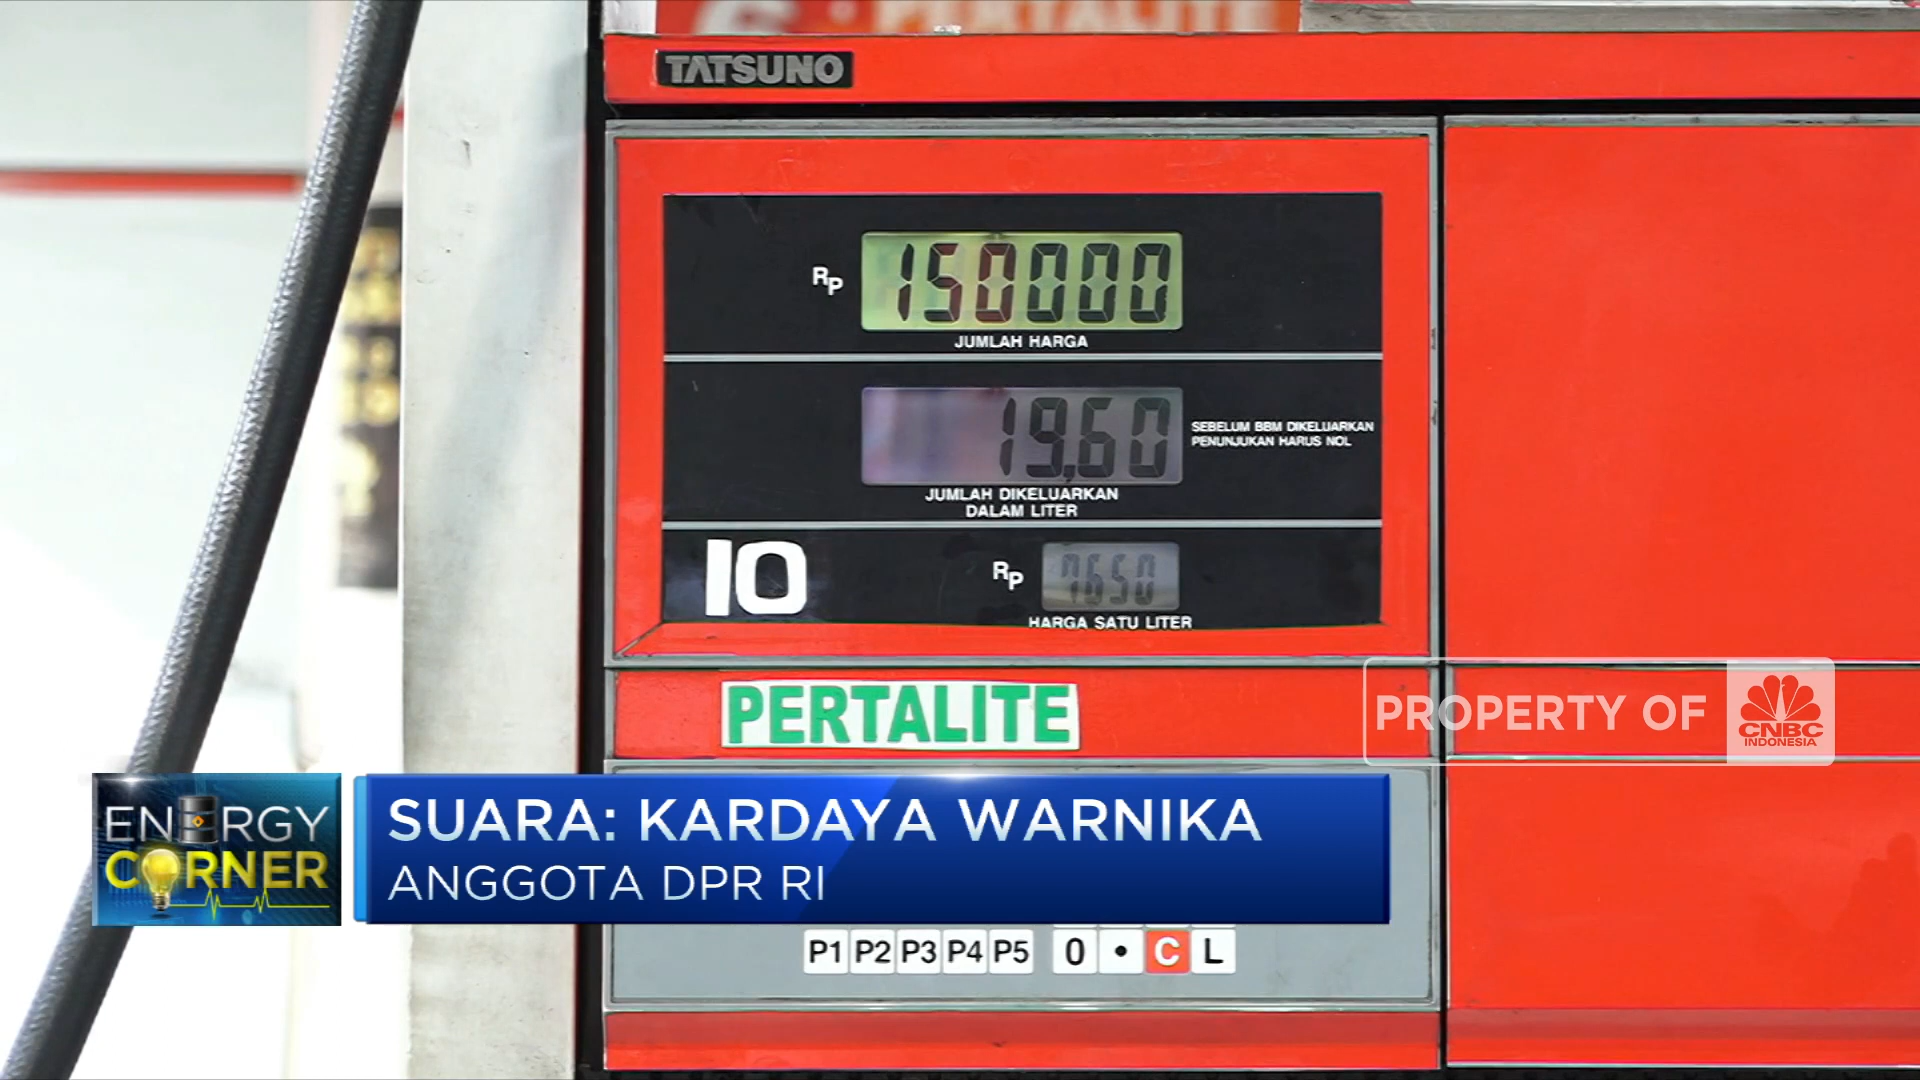 PERTALITE
TATSUNO
RP 150000
JUMLAH HARGA
19,60
SEBELUM BBM DIKELUARKAN
PENUNJUKAN HARUS NOL
JUMLAH DIKELUARKAN
DALAM LITER
10
RP 7650
HARGA SATU LITER
PERTALITE
PROPERTY OF
CNBC
INDONESIA
ENERGY
CORNER
SUARA: KARDAYA WARNIKA
ANGGOTA DPR RI
P1 P2 P3 P4 P5 0 • C L